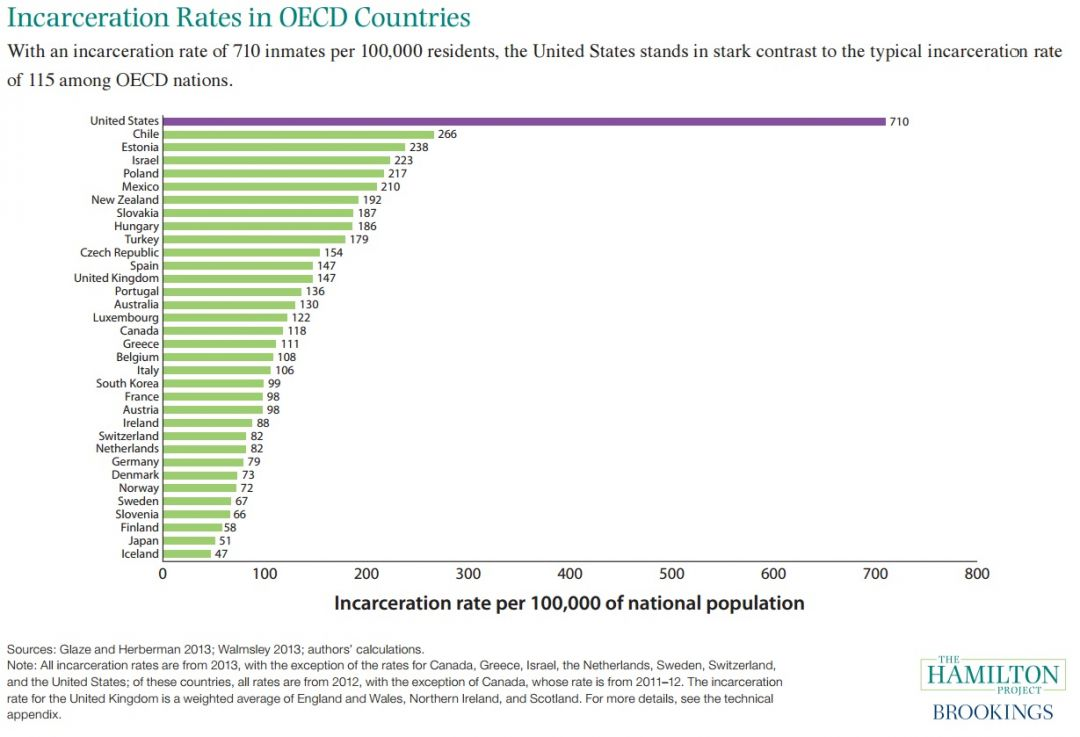 Incarceration Rates in OECD Countries
With an incarceration rate of 710 inmates per 100,000 residents, the United States stands in stark contrast to the typical incarceration rate
of 115 among OECD nations.
United States 710
Chile 266
Estonia 238
Israel 223
Poland 217
Mexico 210
New Zealand 192
Slovakia 187
Hungary 186
Turkey 179
Czech Republic 154
Spain 147
United Kingdom 147
Portugal 136
Australia 130
Luxembourg 122
Canada 118
Greece 111
Belgium 108
Italy 106
South Korea 99
France 98
Austria 98
Ireland 88
Switzerland 82
Netherlands 82
Germany 79
Denmark 73
Norway 72
Sweden 67
Slovenia 66
Finland 58
Japan 51
Iceland 47
0 100 200 300 400 500 600 700 800
Incarceration rate per 100,000 of national population
Sources: Glaze and Herberman 2013; Walmsley 2013; authors' calculations.
Note: All incarceration rates are from 2013, with the exception of the rates for Canada, Greece, Israel, the Netherlands, Sweden, Switzerland,
and the United States; of these countries, all rates are from 2012, with the exception of Canada, whose rate is from 2011–12. The incarceration
rate for the United Kingdom is a weighted average of England and Wales, Northern Ireland, and Scotland. For more details, see the technical
appendix.
THE
HAMILTON
PROJECT
BROOKINGS